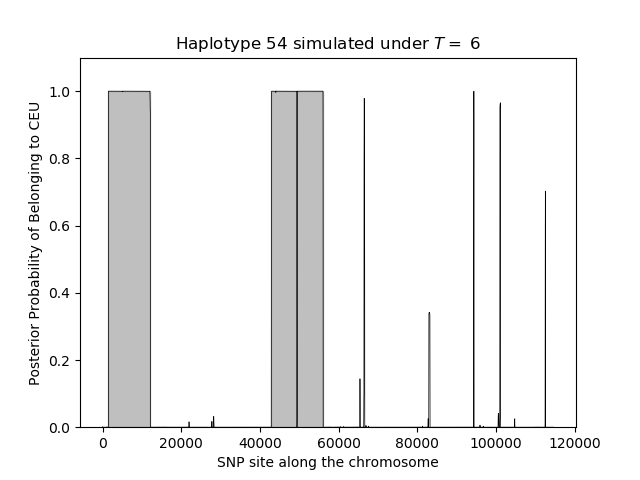 Haplotype 54 simulated under T = 6
Posterior Probability of Belonging to CEU
1.0
0.8
0.6
0.4
0.2
0.0
0 20000 40000 60000 80000 100000 120000
SNP site along the chromosome